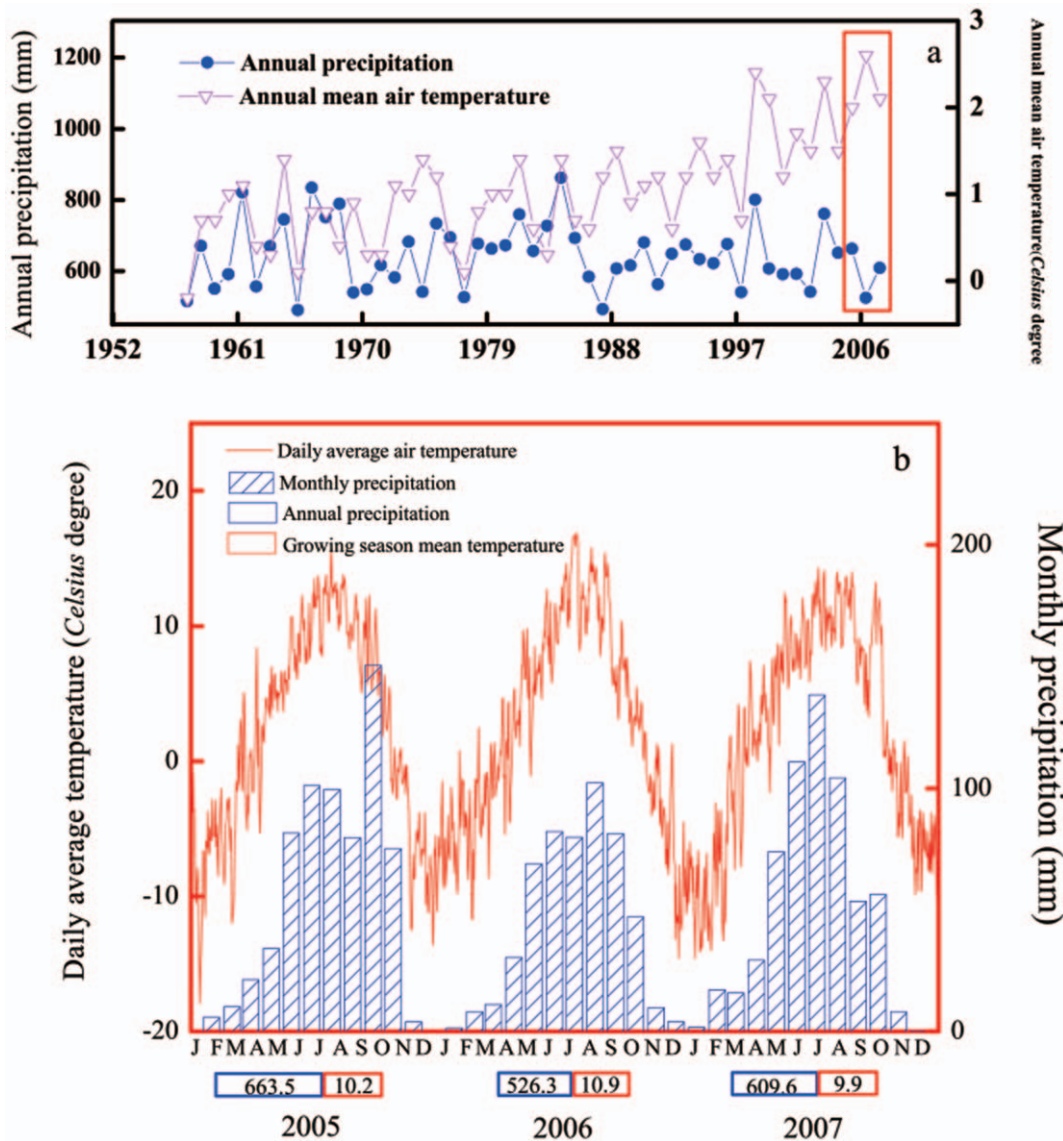 Annual precipitation (mm)
1200
1000
800
600
Annual precipitation
Annual mean air temperature
a
3
2
1
0
Annual mean air temperature(Celsius degree
1952 1961 1970 1979 1988 1997 2006
Daily average temperature (Celsius degree)
20
10
0
-10
-20
Daily average air temperature
Monthly precipitation
Annual precipitation
Growing season mean temperature
b
200
100
0
Monthly precipitation (mm)
J F M A M J J A S O N D J F M A M J J A S O N D J F M A M J J A S O N D
663.5 10.2 526.3 10.9 609.6 9.9
2005 2006 2007